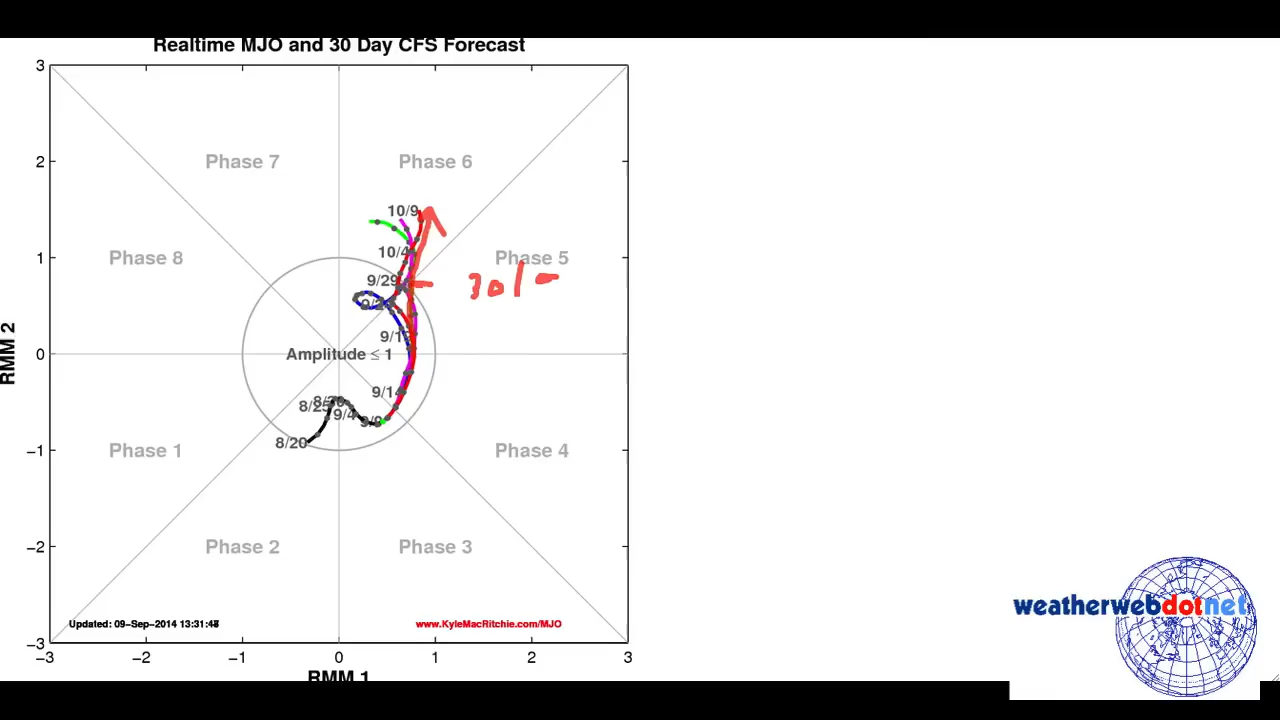 Realtime MJO and 30 Day CFS Forecast
3
2
1
0
−1
−2
−3
RMM 2
Phase 7
Phase 6
Phase 8
Phase 5
Phase 1
Phase 4
Phase 2
Phase 3
10/9
10/4
9/29
9/14
9/4
8/25
8/20
Amplitude ≤ 1
30/
Updated: 09-Sep-2014 13:31:
www.KyleMacRitchie.com/MJO
−3 −2 −1 0 1 2 3
RMM 1
weatherwebdotnet